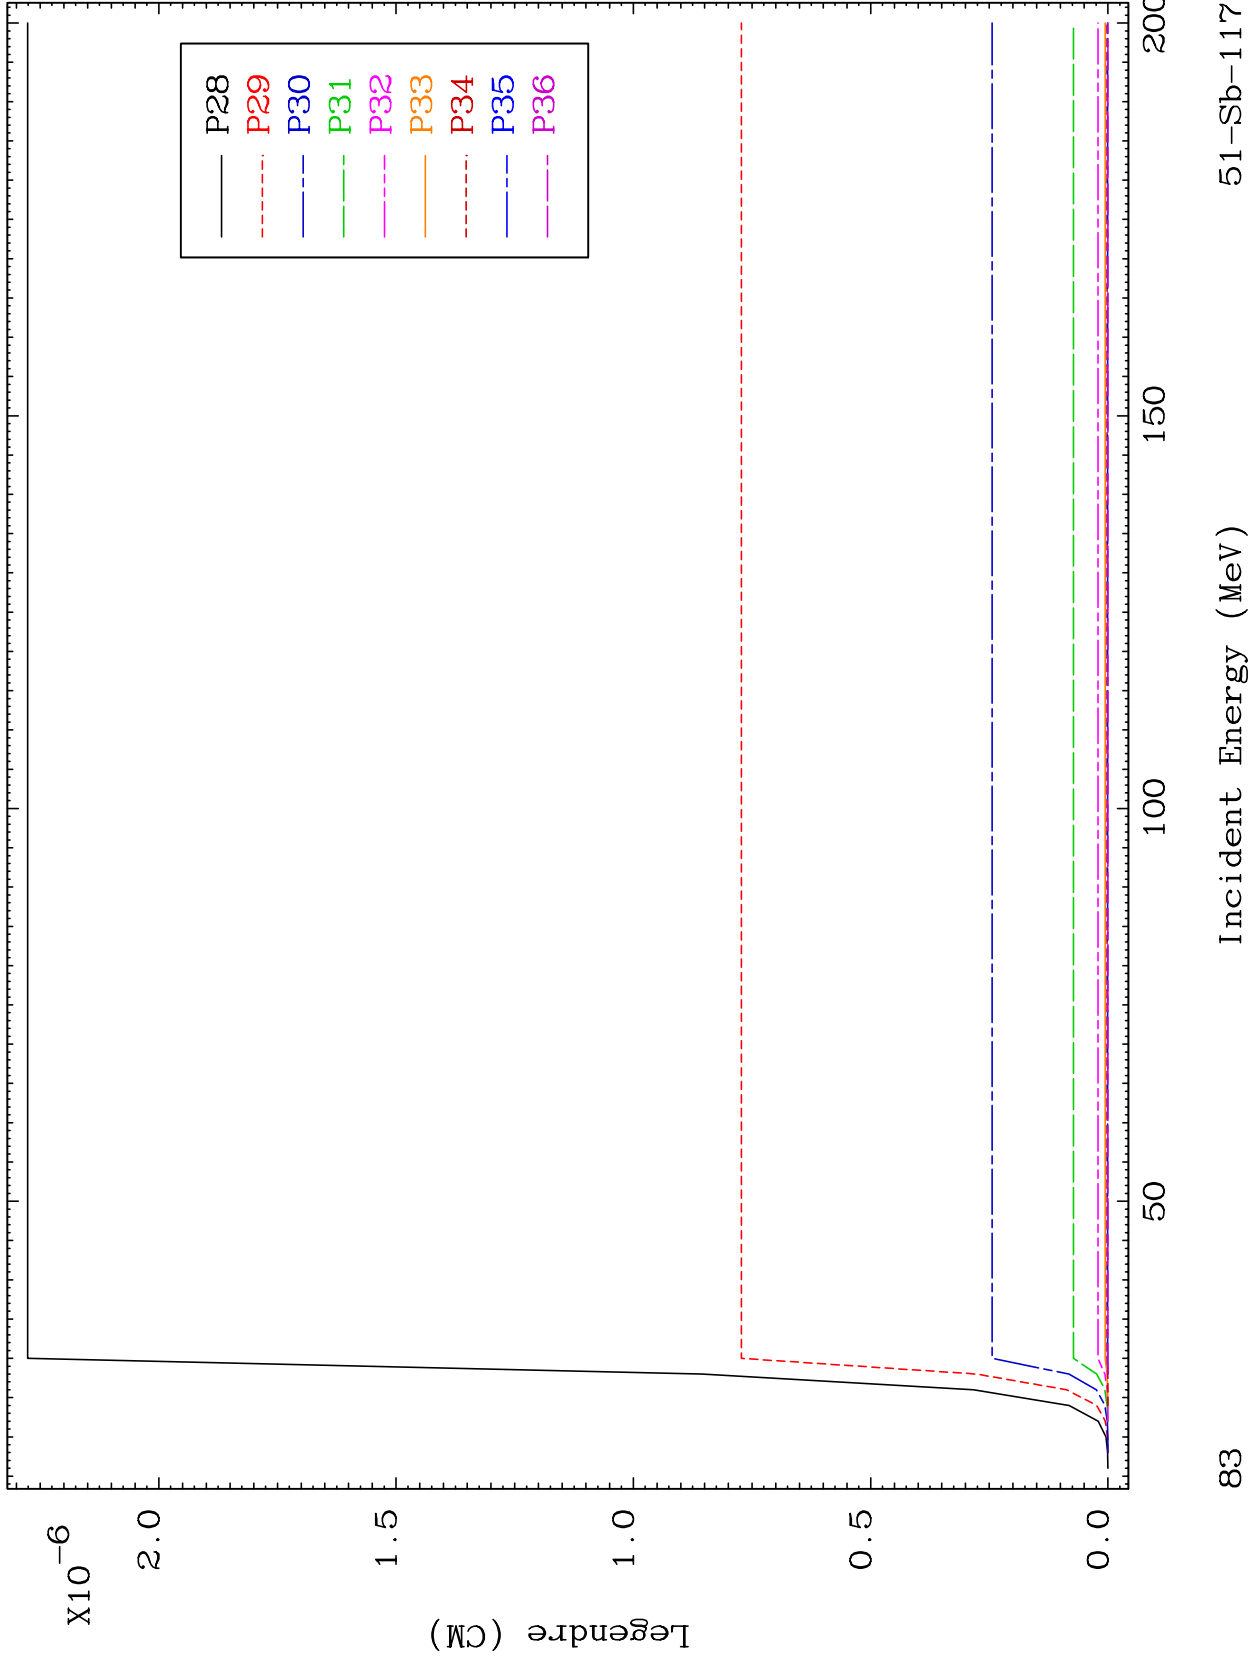 X10-6
2.0
1.5
1.0
0.5
0.0
Legendre (CM)
P28
P29
P30
P31
P32
P33
P34
P35
P36
50
100
150
200
Incident Energy (MeV)
83
51-Sb-117